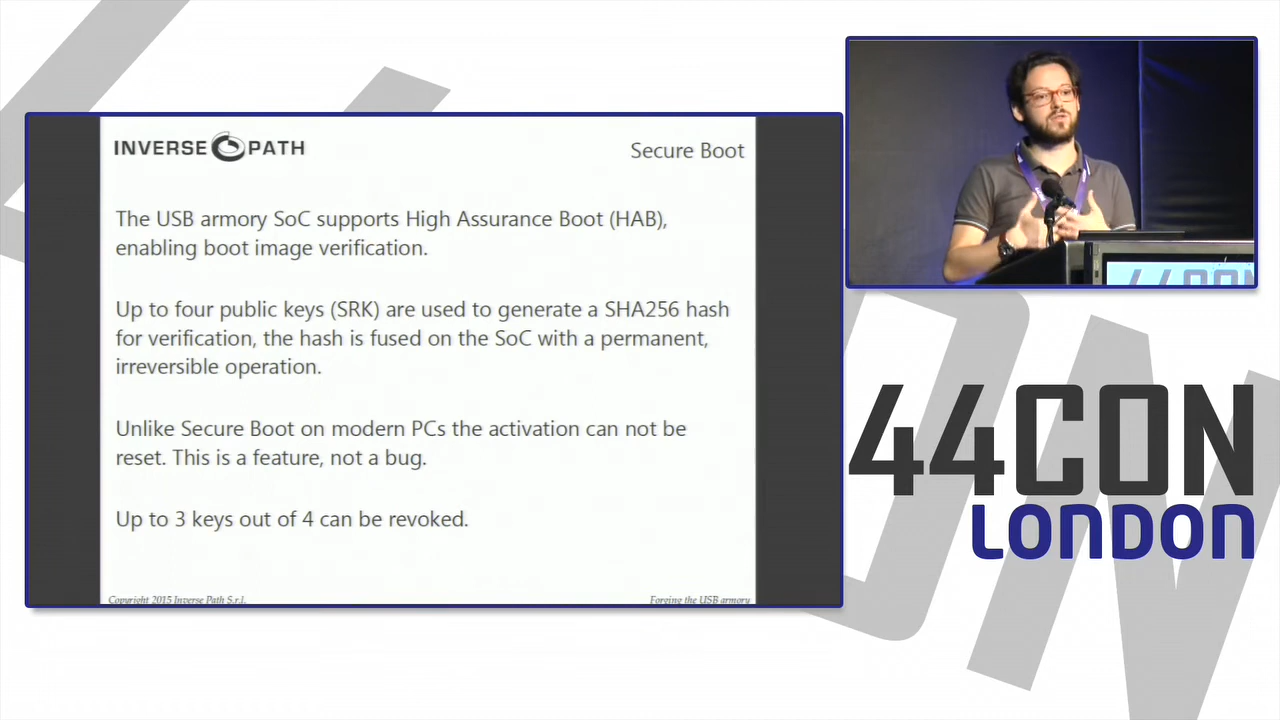 INVERSE PATH
Secure Boot
The USB armory SoC supports High Assurance Boot (HAB),
enabling boot image verification.
Up to four public keys (SRK) are used to generate a SHA256 hash
for verification, the hash is fused on the SoC with a permanent,
irreversible operation.
Unlike Secure Boot on modern PCs the activation can not be
reset. This is a feature, not a bug.
Up to 3 keys out of 4 can be revoked.
Copyright 2015 Inverse Path S.r.l.
Forging the USB armory
44CON
44CON
LONDON